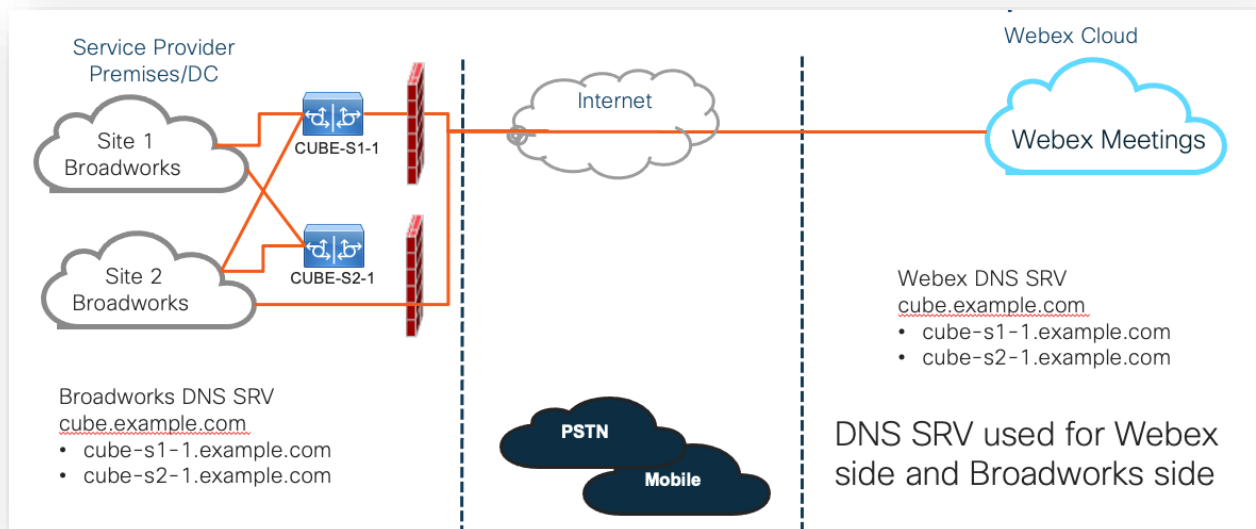 Service Provider
Premises/DC
Webex Cloud
Internet
Site 1
Broadworks
CUBE-S1-1
Webex Meetings
Site 2
Broadworks
CUBE-S2-1
Webex DNS SRV
cube.example.com
• cube-s1-1.example.com
• cube-s2-1.example.com
Broadworks DNS SRV
cube.example.com
• cube-s1-1.example.com
• cube-s2-1.example.com
PSTN
Mobile
DNS SRV used for Webex
side and Broadworks side